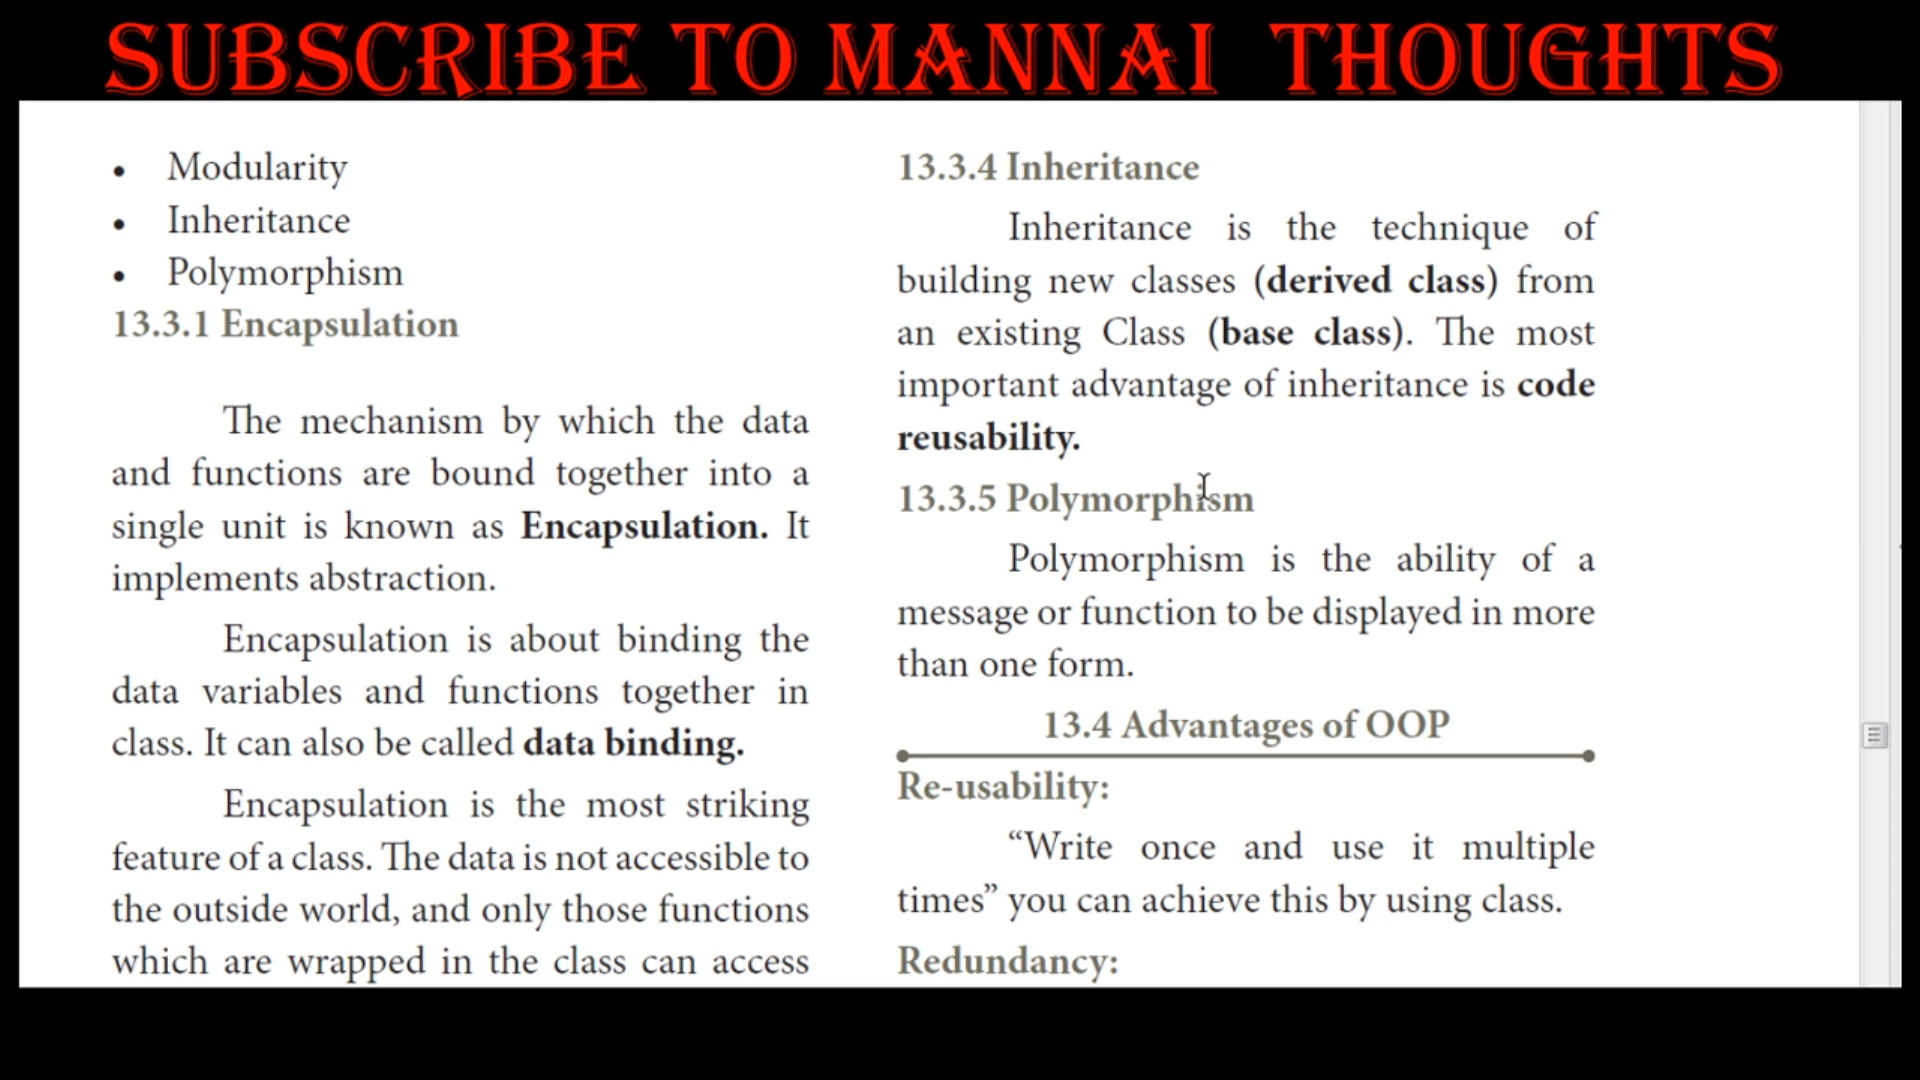 SUBSCRIBE TO MANNAI THOUGHTS
• Modularity
• Inheritance
• Polymorphism
13.3.1 Encapsulation
The mechanism by which the data
and functions are bound together into a
single unit is known as Encapsulation. It
implements abstraction.
Encapsulation is about binding the
data variables and functions together in
class. It can also be called data binding.
Encapsulation is the most striking
feature of a class. The data is not accessible to
the outside world, and only those functions
which are wrapped in the class can access
13.3.4 Inheritance
Inheritance is the technique of
building new classes (derived class) from
an existing Class (base class). The most
important advantage of inheritance is code
reusability.
13.3.5 Polymorphism
Polymorphism is the ability of a
message or function to be displayed in more
than one form.
13.4 Advantages of OOP
Re-usability:
“Write once and use it multiple
times” you can achieve this by using class.
Redundancy: